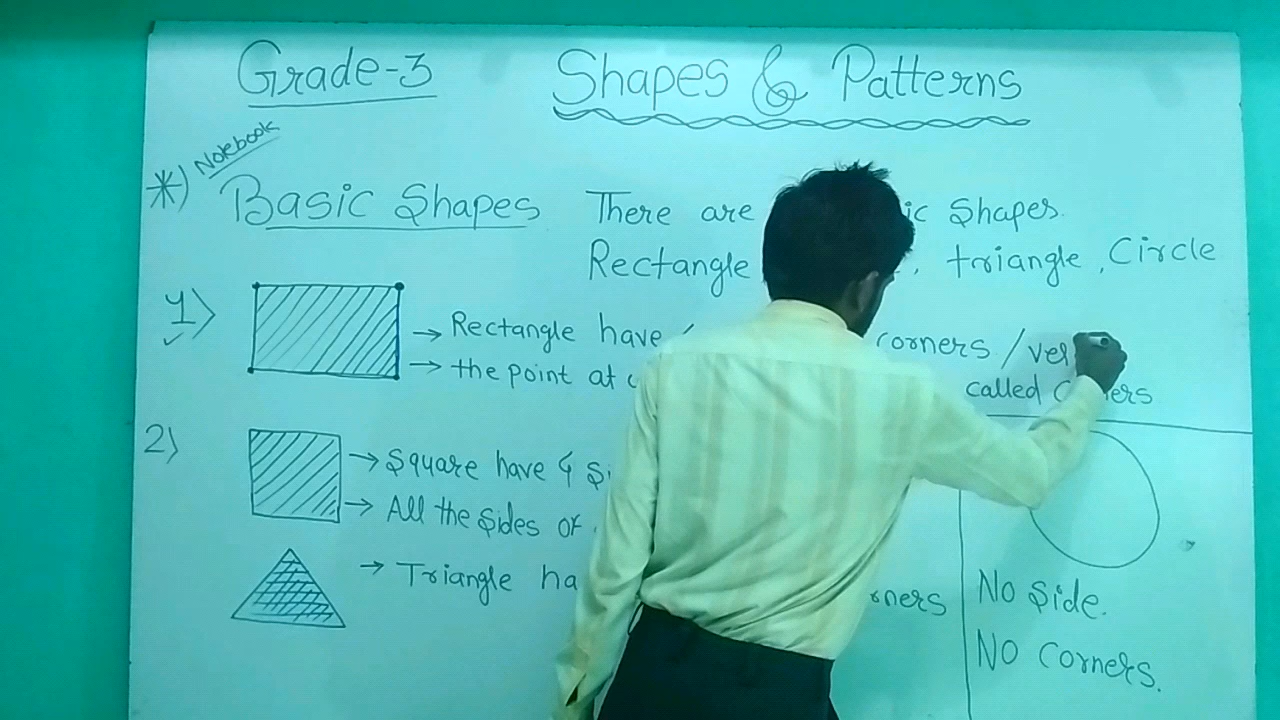 Grade-3
Shapes & Patterns
*) Notebook
Basic Shapes There are ic Shapes.
Rectangle , triangle , Circle
1)
→ Rectangle have corners / ver
→ the point at called ers
2)
→ Square have 4 si
→ All the sides of
→ Triangle ha rners
No side.
No corners.